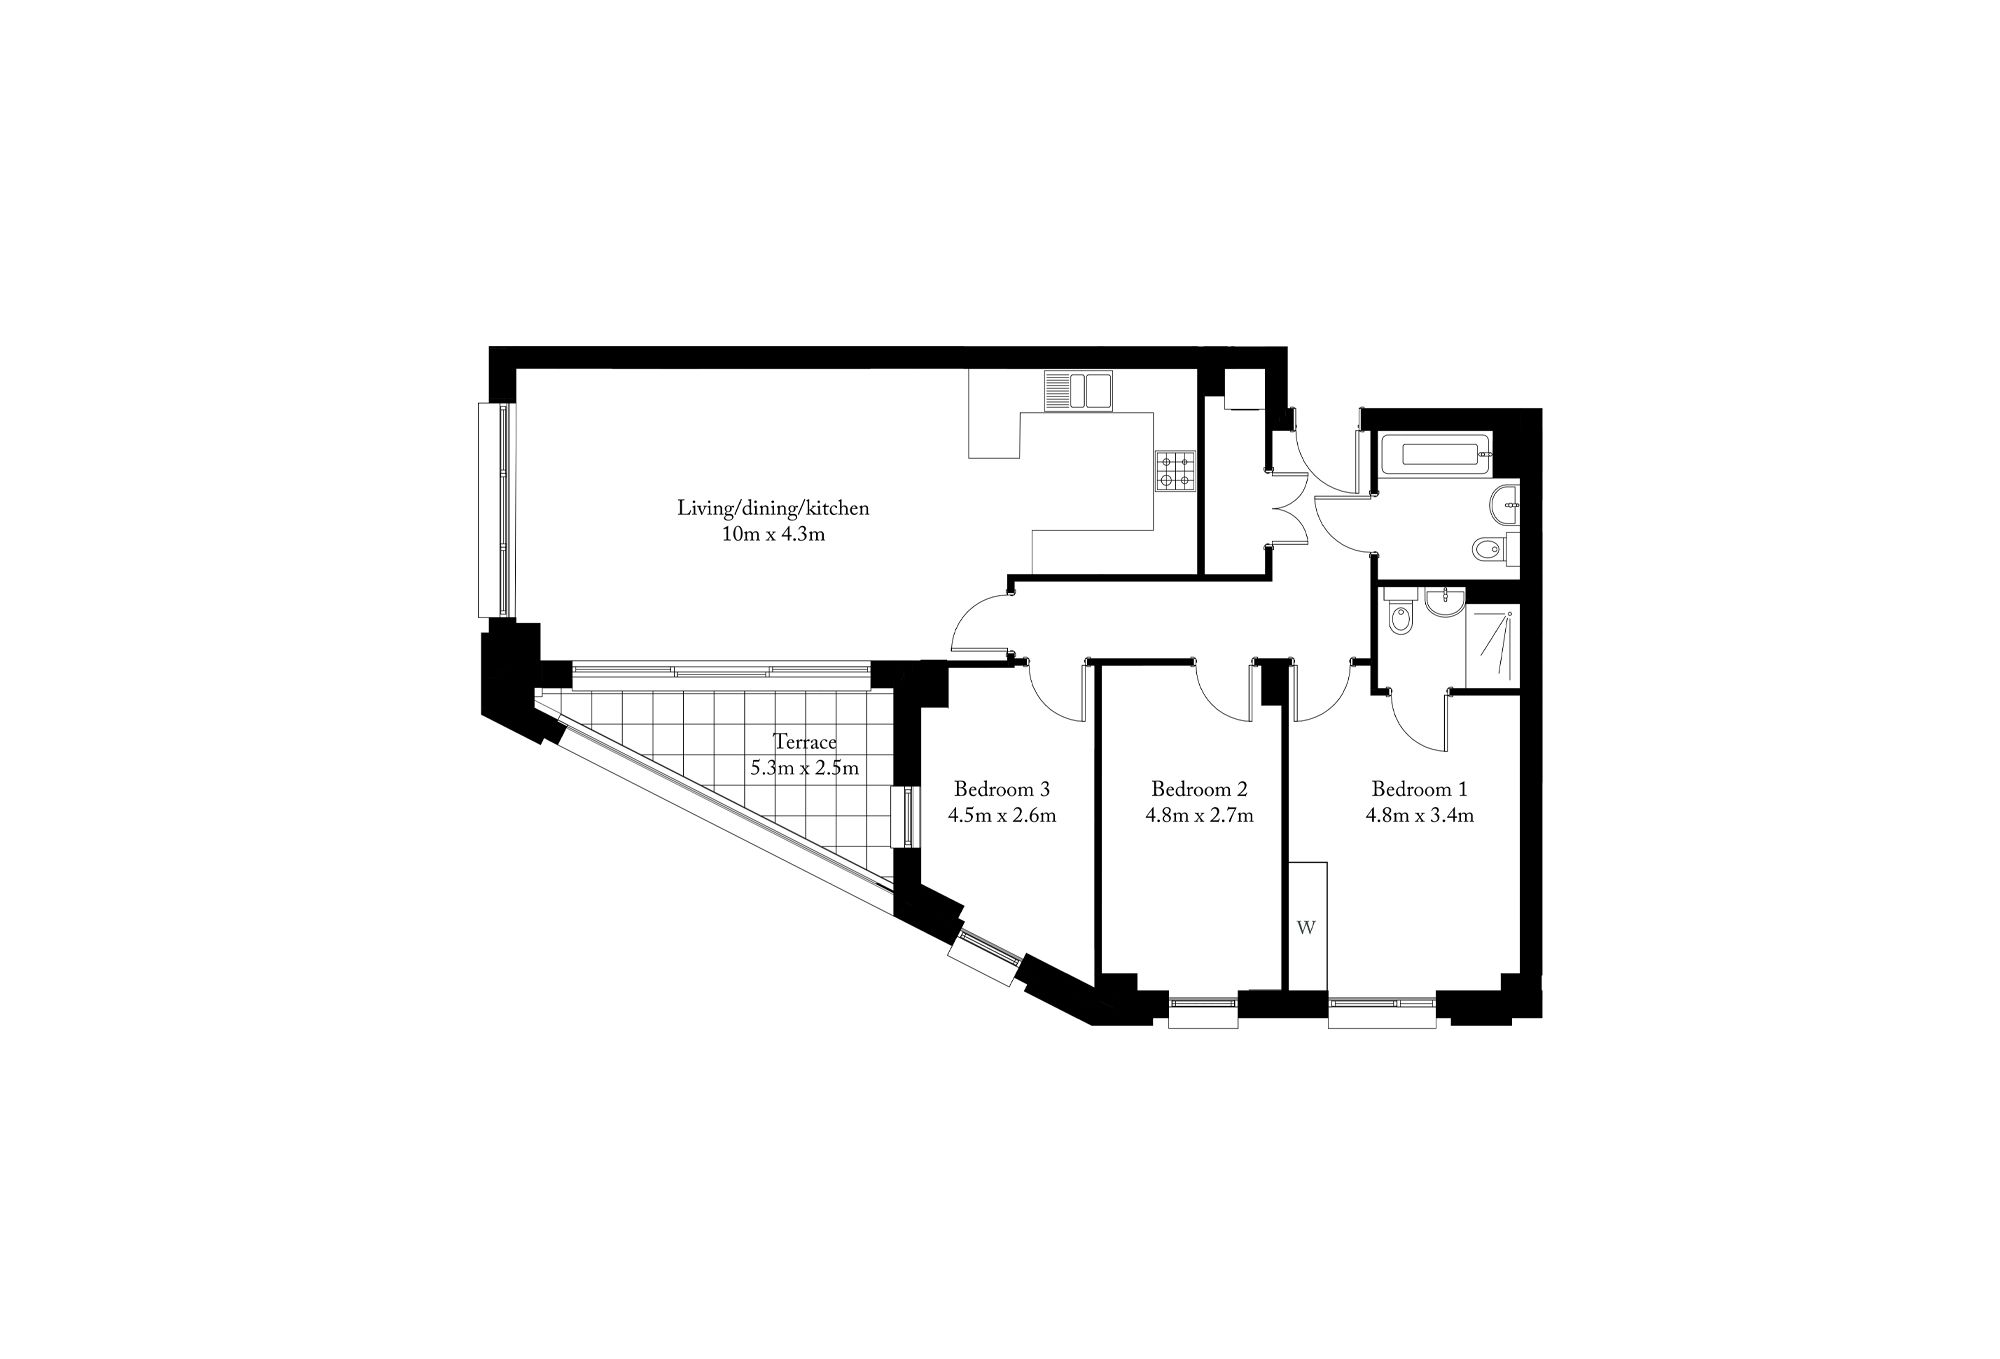 Living/dining/kitchen
10m x 4.3m
Terrace
5.3m x 2.5m
Bedroom 3
4.5m x 2.6m
Bedroom 2
4.8m x 2.7m
Bedroom 1
4.8m x 3.4m
W